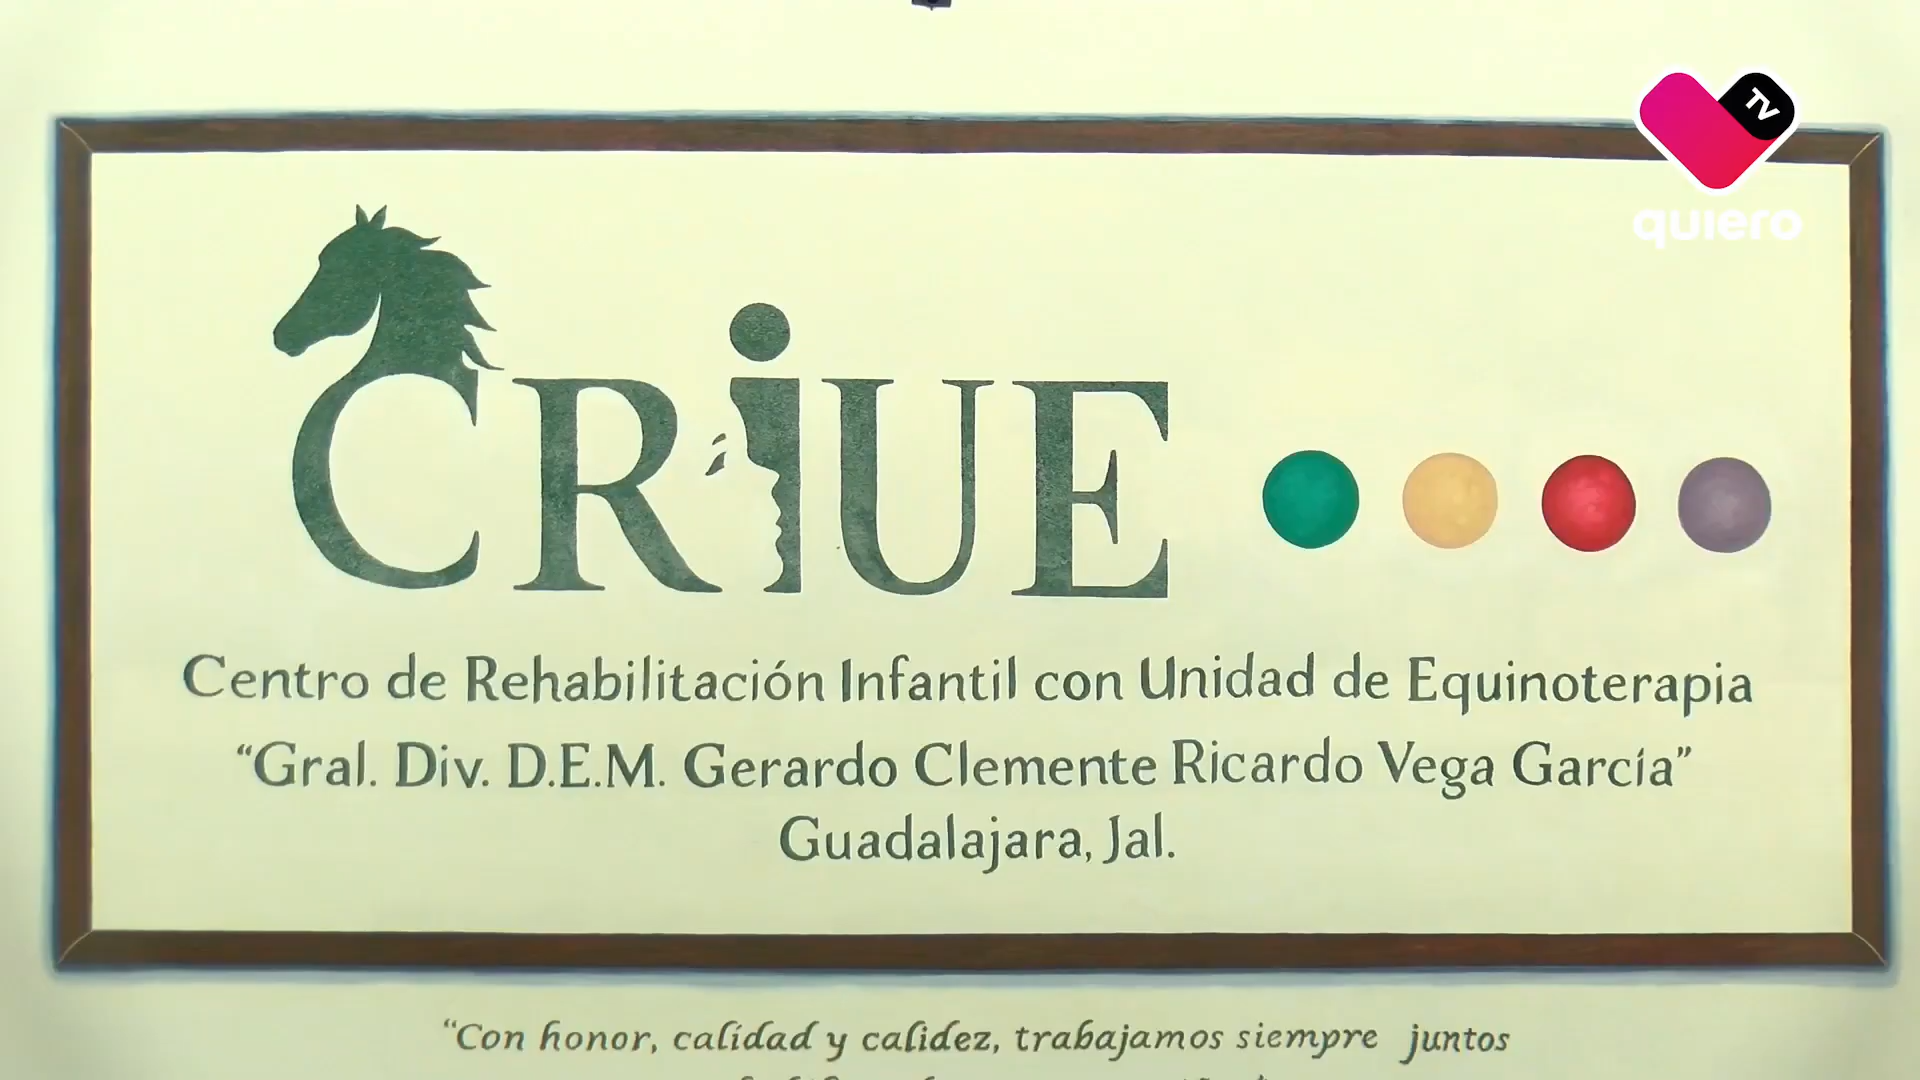 TV
quiero
CRiUE
Centro de Rehabilitación Infantil con Unidad de Equinoterapia
“Gral. Div. D.E.M. Gerardo Clemente Ricardo Vega García”
Guadalajara, Jal.
“Con honor, calidad y calidez, trabajamos siempre juntos